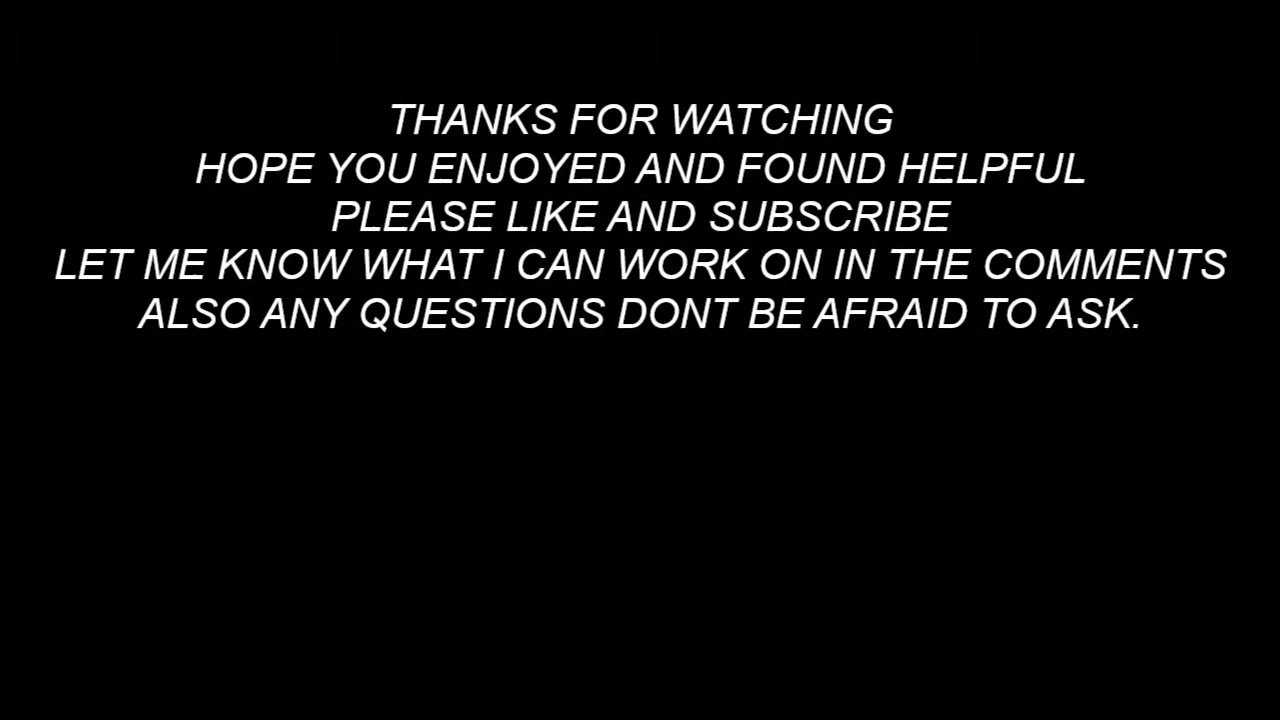 THANKS FOR WATCHING
HOPE YOU ENJOYED AND FOUND HELPFUL
PLEASE LIKE AND SUBSCRIBE
LET ME KNOW WHAT I CAN WORK ON IN THE COMMENTS
ALSO ANY QUESTIONS DONT BE AFRAID TO ASK.